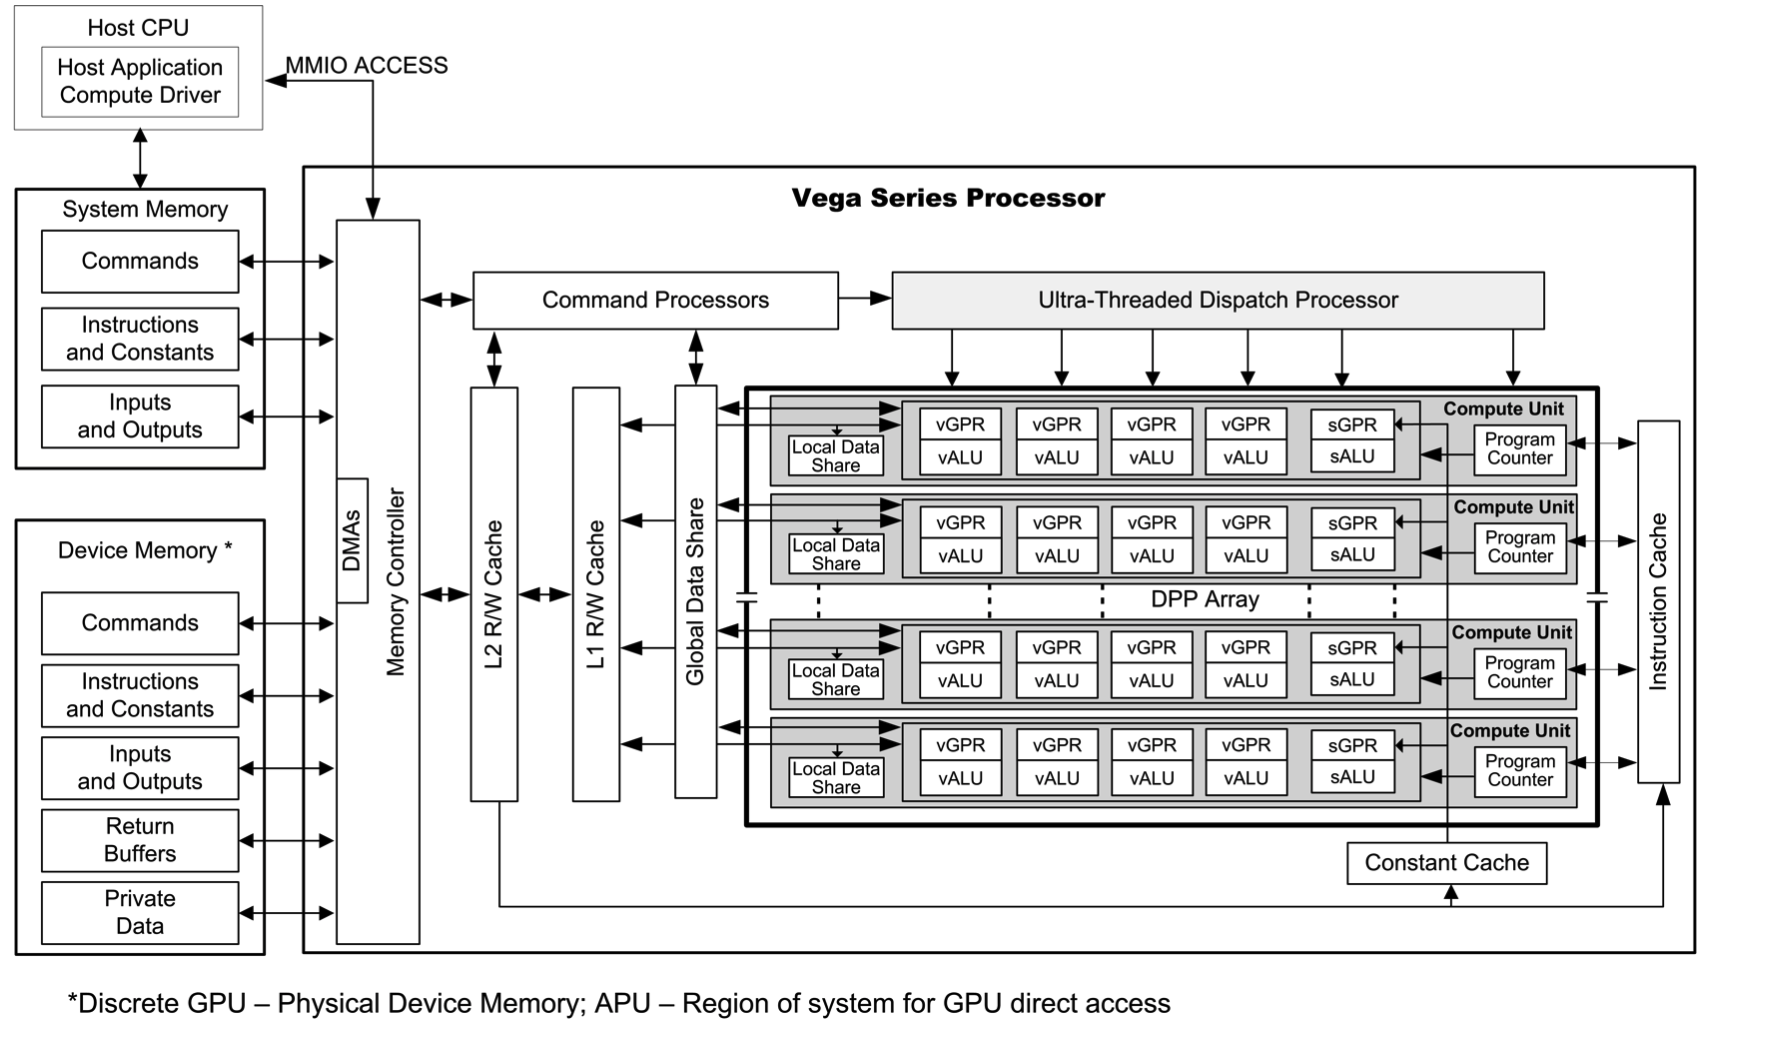 Host CPU
Host Application
Compute Driver
MMIO ACCESS
System Memory
Commands
Instructions
and Constants
Inputs
and Outputs
Device Memory *
Commands
Instructions
and Constants
Inputs
and Outputs
Return
Buffers
Private
Data
Vega Series Processor
DMAs
Memory Controller
Command Processors
Ultra-Threaded Dispatch Processor
L2 R/W Cache
L1 R/W Cache
Global Data Share
Compute Unit
Local Data
Share
vGPR vGPR vGPR vGPR sGPR
vALU vALU vALU vALU sALU
Program
Counter
Compute Unit
Local Data
Share
vGPR vGPR vGPR vGPR sGPR
vALU vALU vALU vALU sALU
Program
Counter
DPP Array
Compute Unit
Local Data
Share
vGPR vGPR vGPR vGPR sGPR
vALU vALU vALU vALU sALU
Program
Counter
Compute Unit
Local Data
Share
vGPR vGPR vGPR vGPR sGPR
vALU vALU vALU vALU sALU
Program
Counter
Instruction Cache
Constant Cache
*Discrete GPU – Physical Device Memory; APU – Region of system for GPU direct access